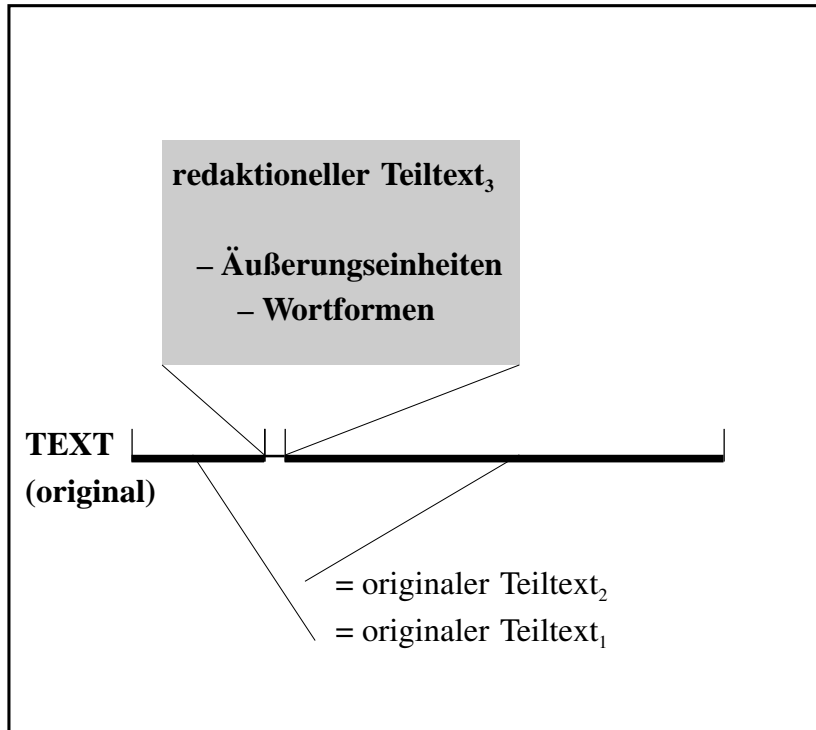 redaktioneller Teiltext₃
– Äußerungseinheiten
– Wortformen
TEXT
(original)
= originaler Teiltext₂
= originaler Teiltext₁